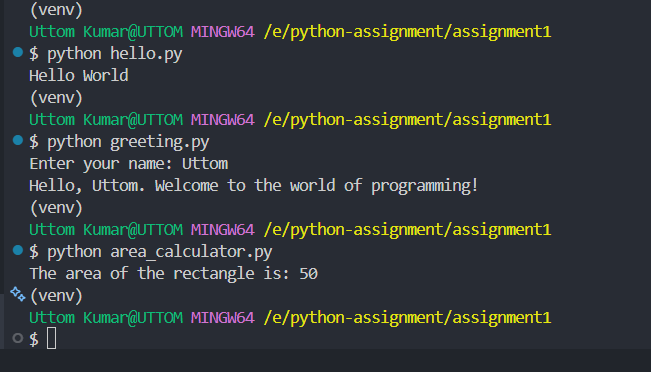 (venv)
Uttom Kumar@UTTOM MINGW64 /e/python-assignment/assignment1
$ python hello.py
Hello World
(venv)
Uttom Kumar@UTTOM MINGW64 /e/python-assignment/assignment1
$ python greeting.py
Enter your name: Uttom
Hello, Uttom. Welcome to the world of programming!
(venv)
Uttom Kumar@UTTOM MINGW64 /e/python-assignment/assignment1
$ python area_calculator.py
The area of the rectangle is: 50
(venv)
Uttom Kumar@UTTOM MINGW64 /e/python-assignment/assignment1
$